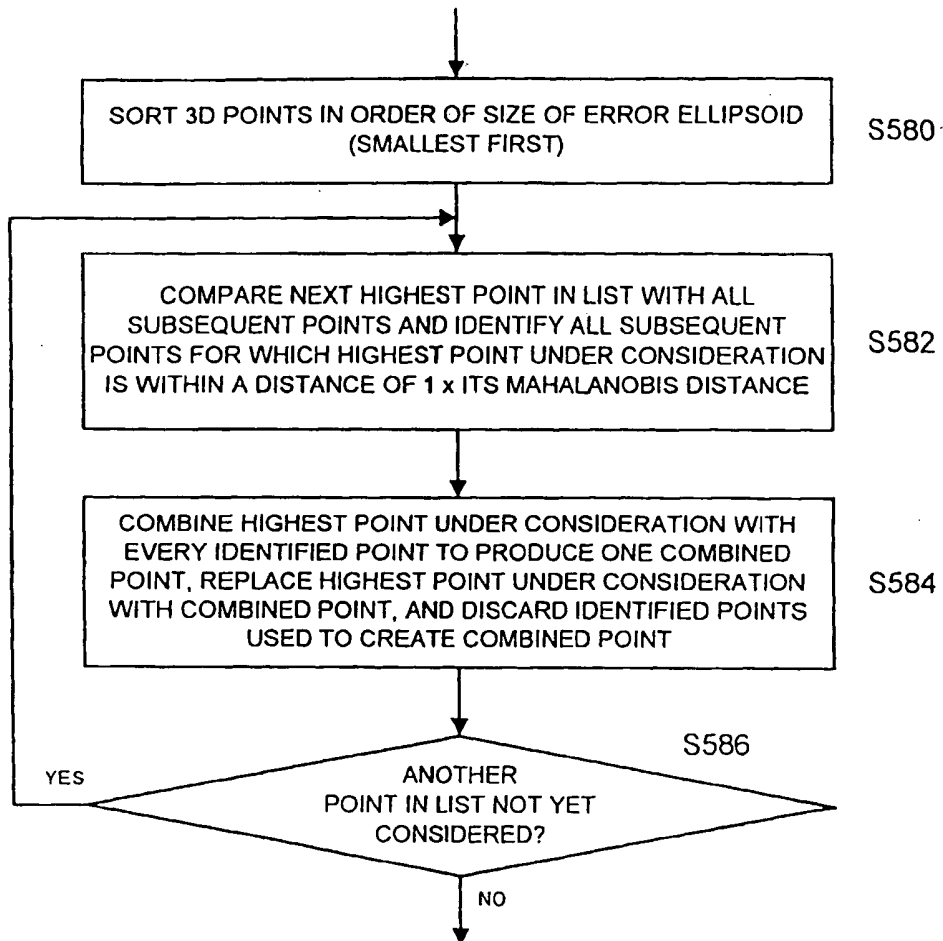 SORT 3D POINTS IN ORDER OF SIZE OF ERROR ELLIPSOID
(SMALLEST FIRST)
S580
COMPARE NEXT HIGHEST POINT IN LIST WITH ALL
SUBSEQUENT POINTS AND IDENTIFY ALL SUBSEQUENT
POINTS FOR WHICH HIGHEST POINT UNDER CONSIDERATION
IS WITHIN A DISTANCE OF 1 x ITS MAHALANOBIS DISTANCE
S582
COMBINE HIGHEST POINT UNDER CONSIDERATION WITH
EVERY IDENTIFIED POINT TO PRODUCE ONE COMBINED
POINT, REPLACE HIGHEST POINT UNDER CONSIDERATION
WITH COMBINED POINT, AND DISCARD IDENTIFIED POINTS
USED TO CREATE COMBINED POINT
S584
S586
YES
ANOTHER
POINT IN LIST NOT YET
CONSIDERED?
NO